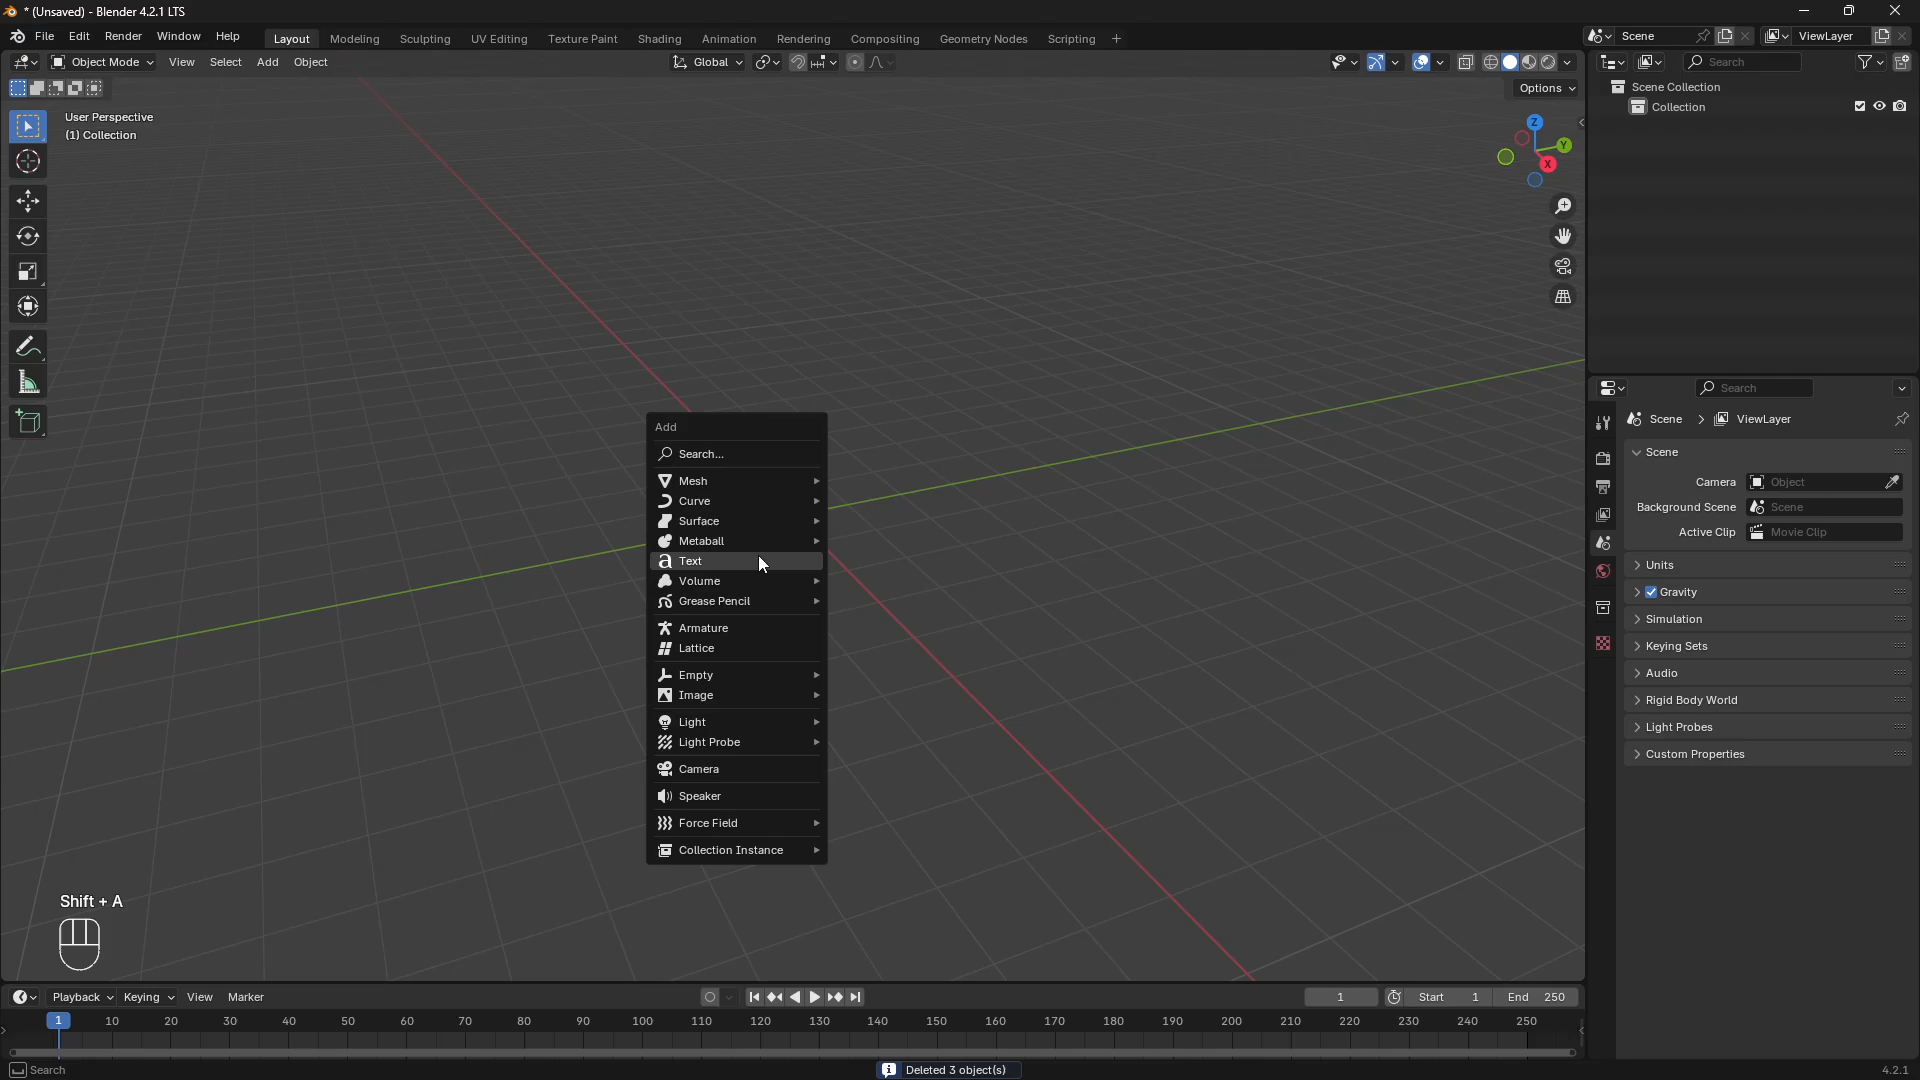 * (Unsaved) - Blender 4.2.1 LTS
File Edit Render Window Help Layout Modeling Sculpting UV Editing Texture Paint Shading Animation Rendering Compositing Geometry Nodes Scripting + Scene ViewLayer
Object Mode View Select Add Object Global Search
Options
User Perspective
(1) Collection
Z
Y
X
Scene Collection
Collection
Search
Scene > ViewLayer
Scene
Camera Object
Background Scene Scene
Active Clip Movie Clip
Units
Gravity
Simulation
Keying Sets
Audio
Rigid Body World
Light Probes
Custom Properties
Add
Search...
Mesh
Curve
Surface
Metaball
Text
Volume
Grease Pencil
Armature
Lattice
Empty
Image
Light
Light Probe
Camera
Speaker
Force Field
Collection Instance
Shift + A
Playback Keying View Marker 1 Start 1 End 250
1 10 20 30 40 50 60 70 80 90 100 110 120 130 140 150 160 170 180 190 200 210 220 230 240 250
Search Deleted 3 object(s) 4.2.1